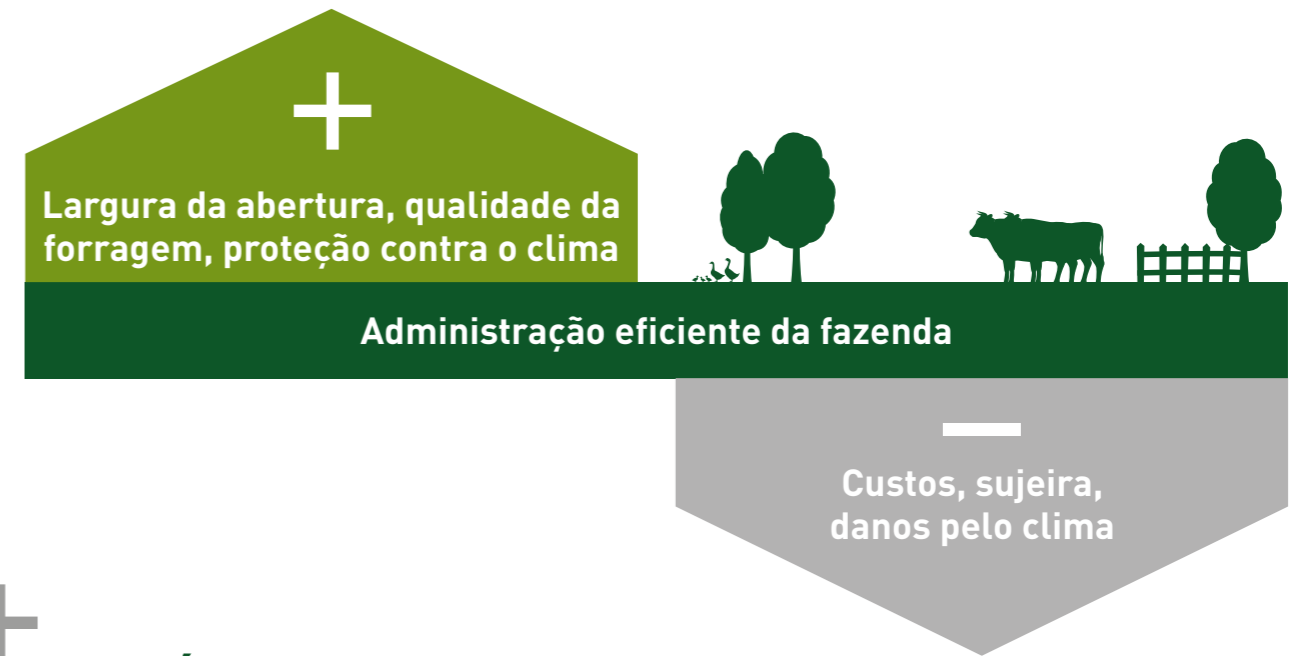 +
Largura da abertura, qualidade da
forragem, proteção contra o clima
Administração eficiente da fazenda
—
Custos, sujeira,
danos pelo clima
+